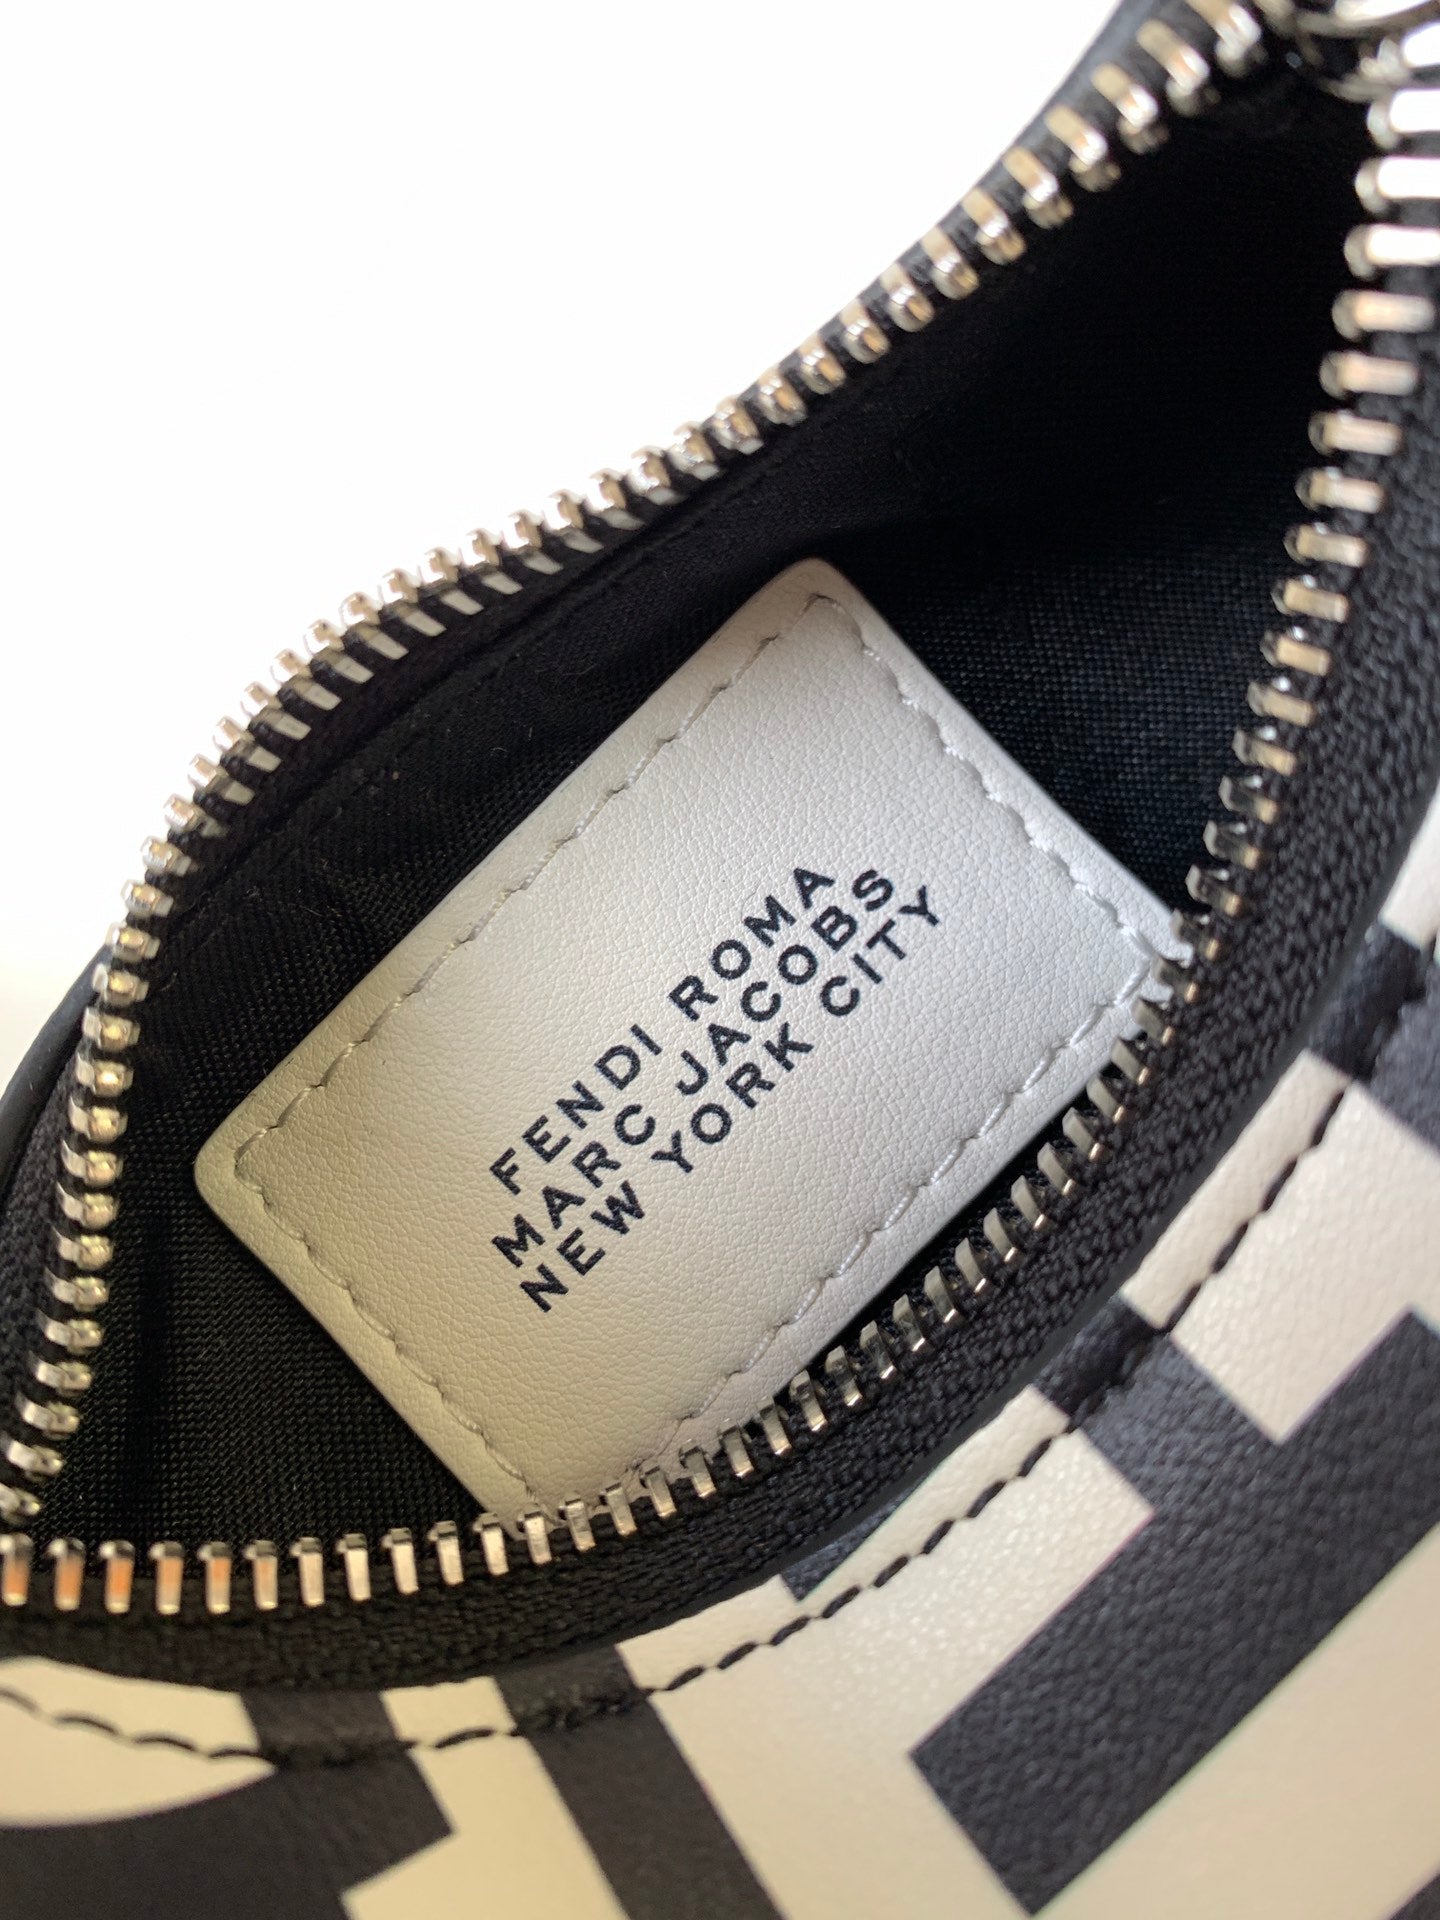 FENDI ROMA
MARC JACOBS
NEW YORK CITY